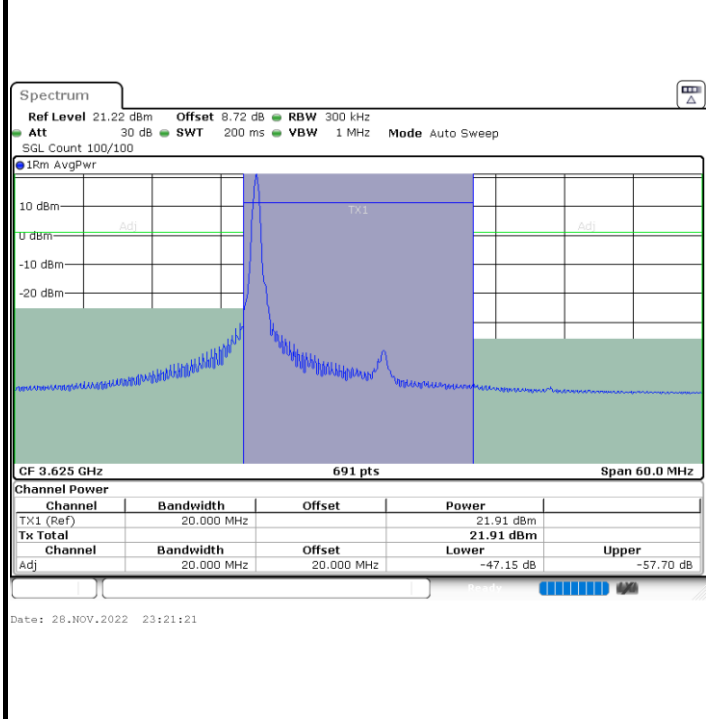 Spectrum
Ref Level 21.22 dBm Offset 8.72 dB RBW 300 kHz
Att 30 dB SWT 200 ms VBW 1 MHz Mode Auto Sweep
SGL Count 100/100
1Rm AvgPwr
10 dBm
TX1
Adj Adj
0 dBm
-10 dBm
-20 dBm
CF 3.625 GHz 691 pts Span 60.0 MHz
Channel Power
Channel Bandwidth Offset Power
TX1 (Ref) 20.000 MHz 21.91 dBm
Tx Total 21.91 dBm
Channel Bandwidth Offset Lower Upper
Adj 20.000 MHz 20.000 MHz -47.15 dB -57.70 dB
Ready
Date: 28.NOV.2022 23:21:21